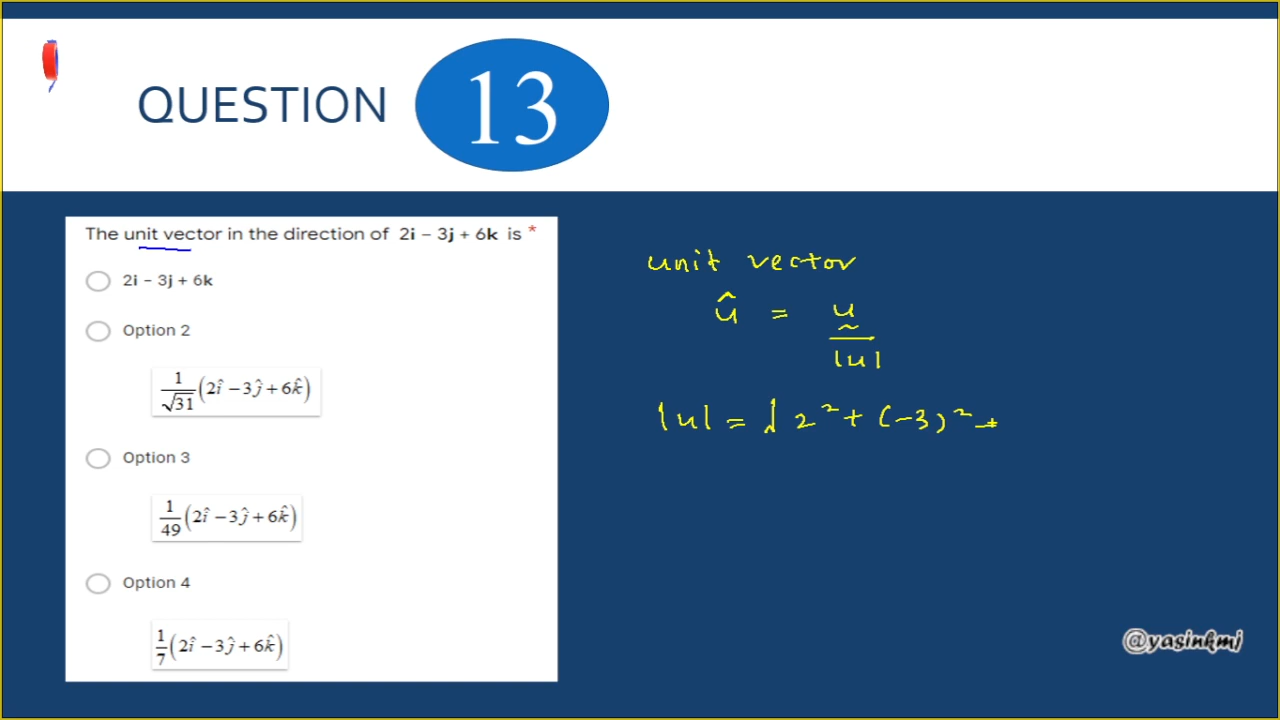 QUESTION 13
The unit vector in the direction of 2i − 3j + 6k is *
2i − 3j + 6k
Option 2
1/√31 (2î − 3ĵ + 6k̂)
Option 3
1/49 (2î − 3ĵ + 6k̂)
Option 4
1/7 (2î − 3ĵ + 6k̂)
unit vector
û = ṵ/|u|
|u| = √ 2² + (−3)² +
@yasinkmj